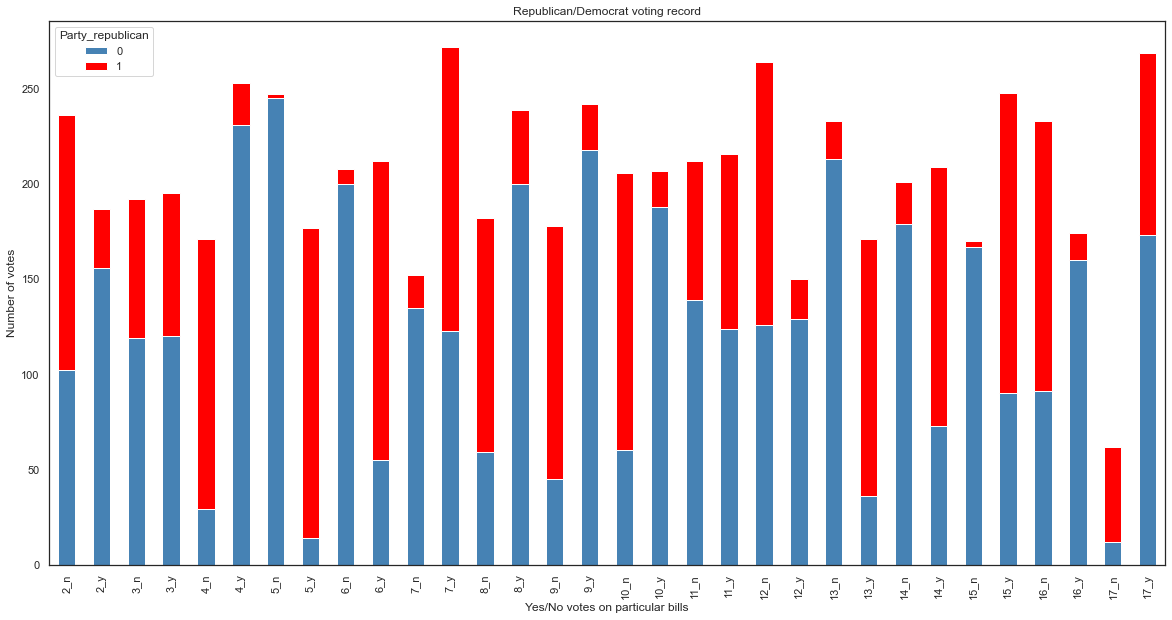 Republican/Democrat voting record
Party_republican
0
1
Number of votes
250
200
150
100
50
0
2_n 2_y 3_n 3_y 4_n 4_y 5_n 5_y 6_n 6_y 7_n 7_y 8_n 8_y 9_n 9_y 10_n 10_y 11_n 11_y 12_n 12_y 13_n 13_y 14_n 14_y 15_n 15_y 16_n 16_y 17_n 17_y
Yes/No votes on particular bills